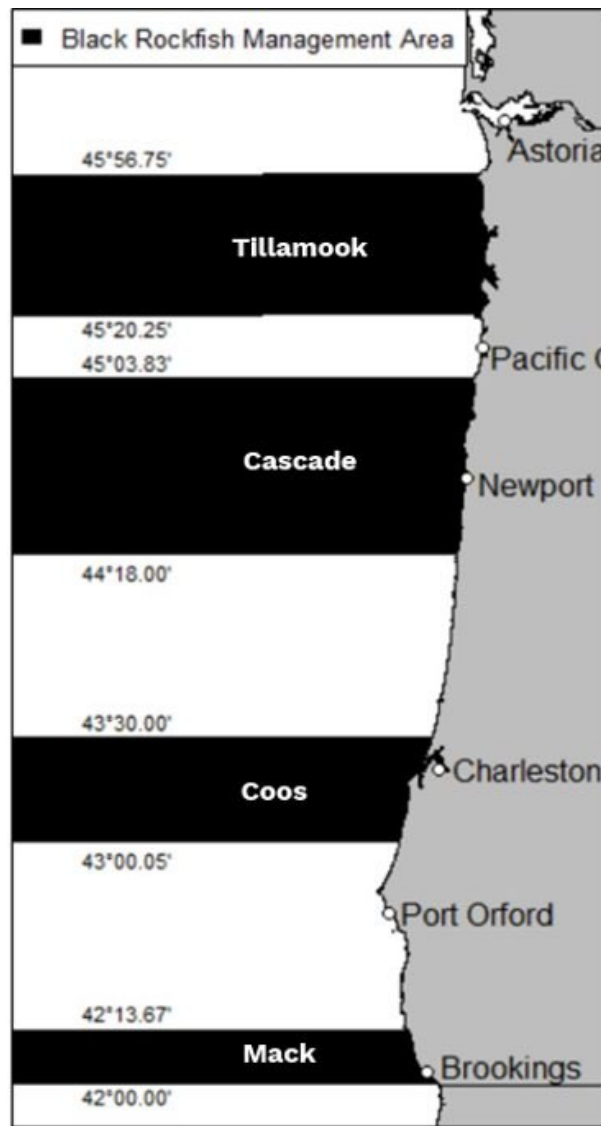 Black Rockfish Management Area
Astoria
45°56.75'
Tillamook
45°20.25'
45°03.83'
Pacific C
Cascade
Newport
44°18.00'
43°30.00'
Charleston
Coos
43°00.05'
Port Orford
42°13.67'
Mack
Brookings
42°00.00'